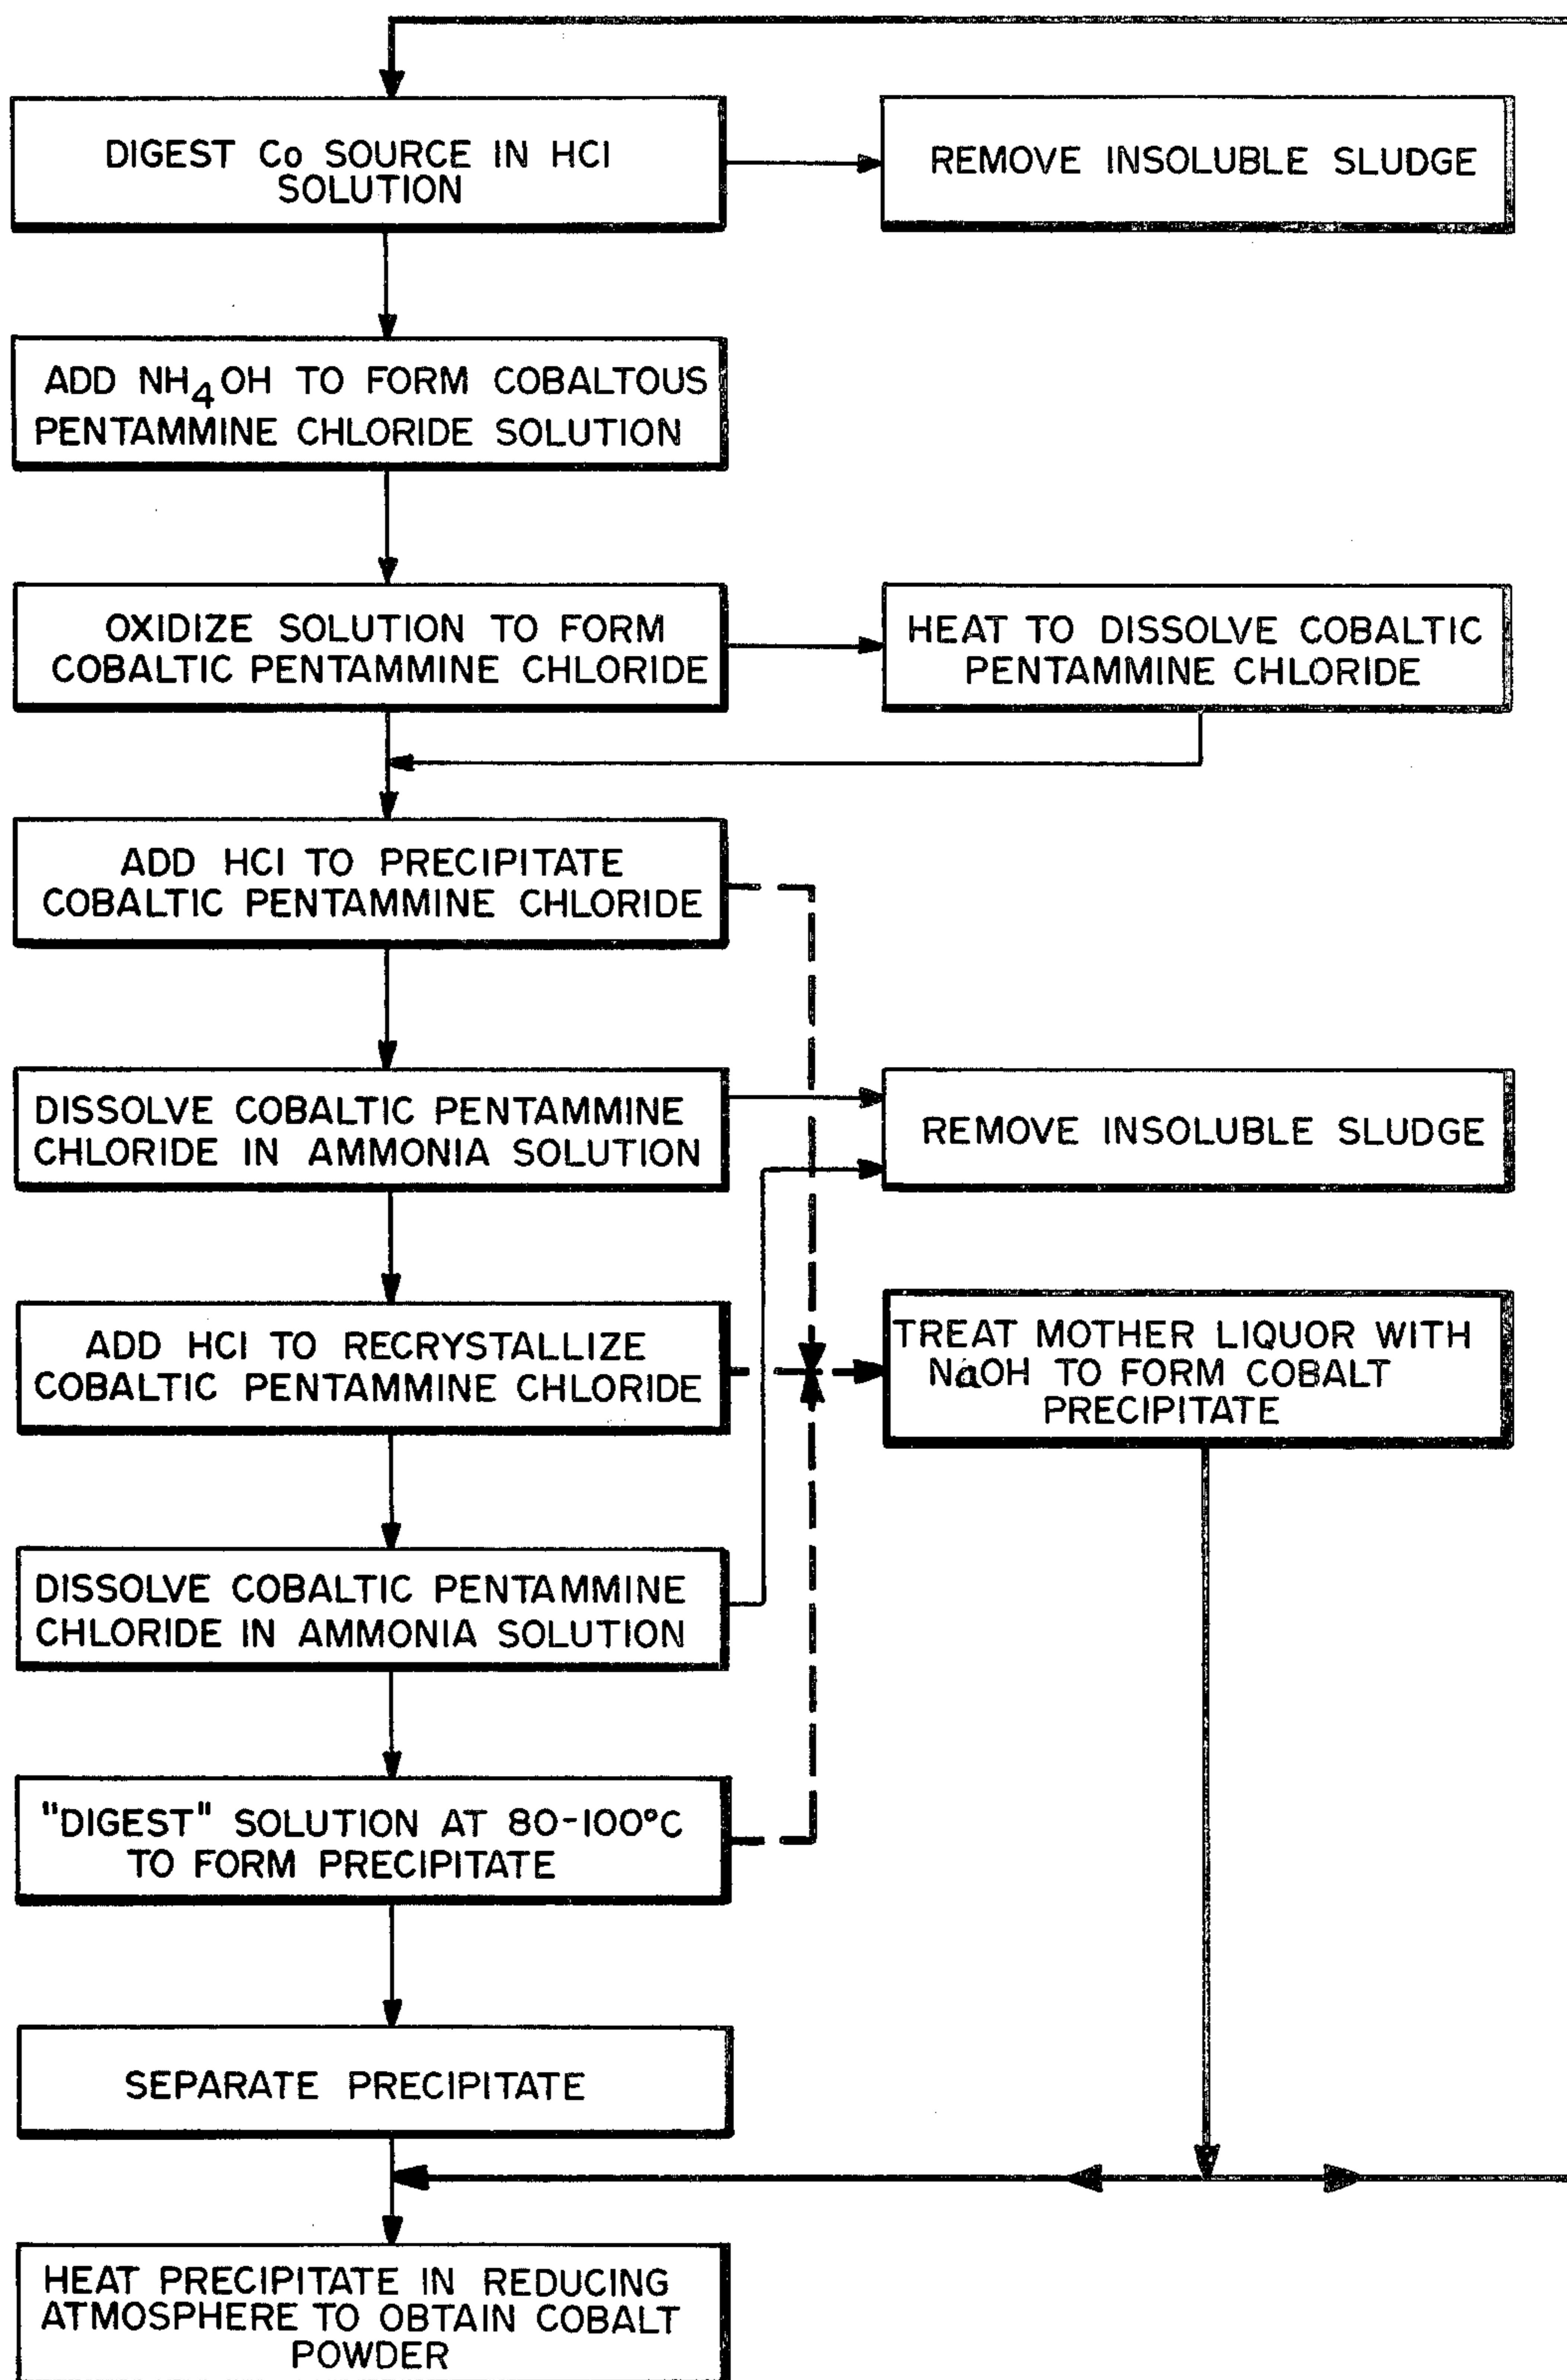 DIGEST Co SOURCE IN HCl
SOLUTION
REMOVE INSOLUBLE SLUDGE
ADD NH4OH TO FORM COBALTOUS
PENTAMMINE CHLORIDE SOLUTION
OXIDIZE SOLUTION TO FORM
COBALTIC PENTAMMINE CHLORIDE
HEAT TO DISSOLVE COBALTIC
PENTAMMINE CHLORIDE
ADD HCl TO PRECIPITATE
COBALTIC PENTAMMINE CHLORIDE
DISSOLVE COBALTIC PENTAMMINE
CHLORIDE IN AMMONIA SOLUTION
REMOVE INSOLUBLE SLUDGE
ADD HCl TO RECRYSTALLIZE
COBALTIC PENTAMMINE CHLORIDE
TREAT MOTHER LIQUOR WITH
NaOH TO FORM COBALT
PRECIPITATE
DISSOLVE COBALTIC PENTAMMINE
CHLORIDE IN AMMONIA SOLUTION
"DIGEST" SOLUTION AT 80-100°C
TO FORM PRECIPITATE
SEPARATE PRECIPITATE
HEAT PRECIPITATE IN REDUCING
ATMOSPHERE TO OBTAIN COBALT
POWDER